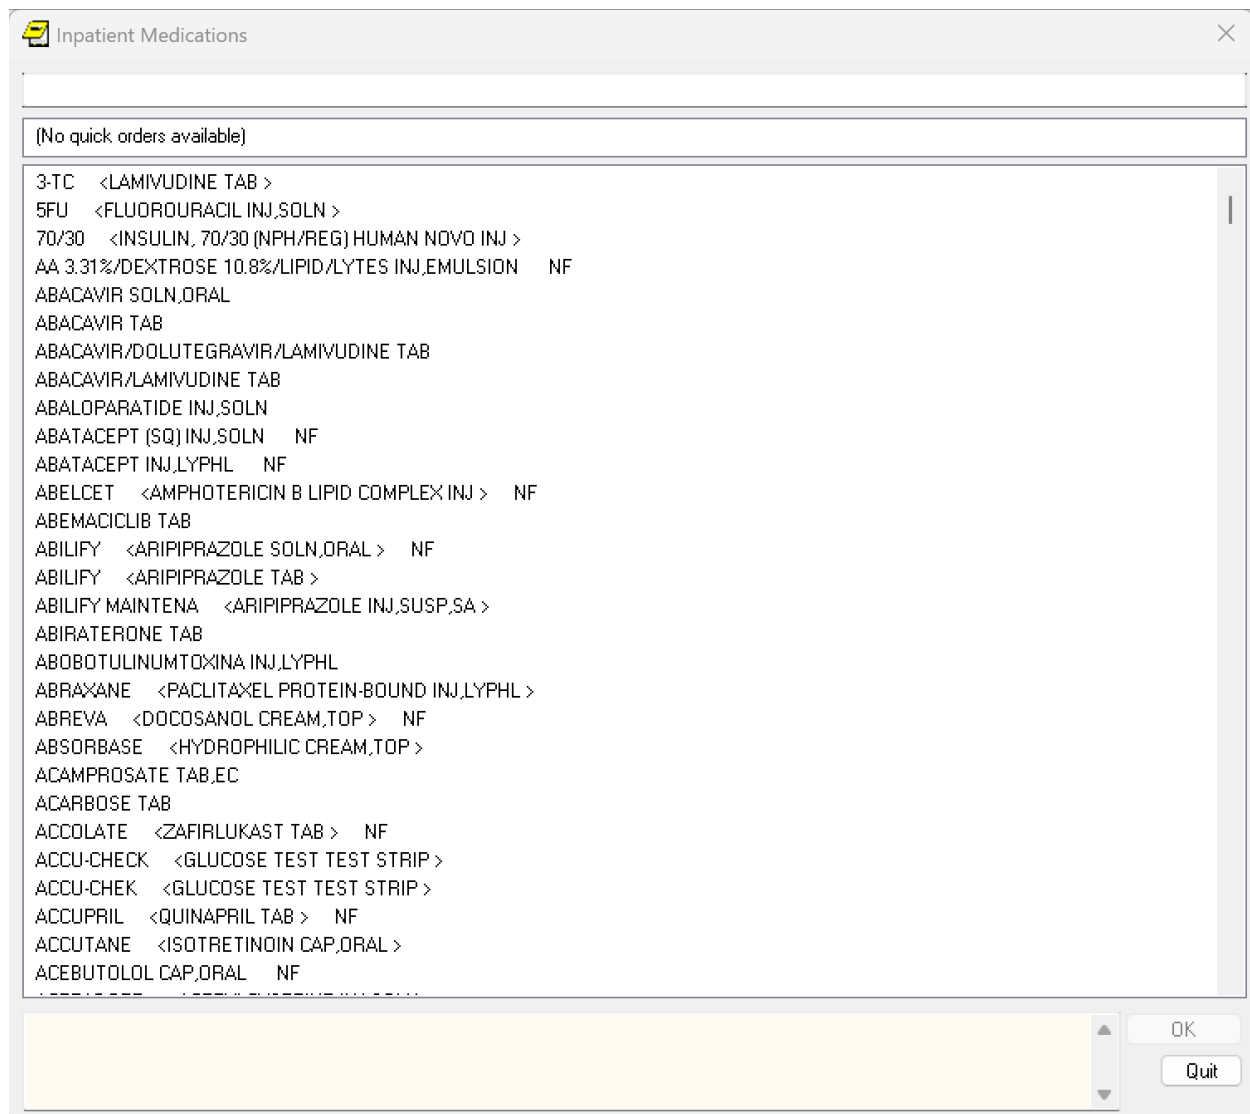 Inpatient Medications
(No quick orders available)
3-TC <LAMIVUDINE TAB >
5FU <FLUOROURACIL INJ,SOLN >
70/30 <INSULIN, 70/30 (NPH/REG) HUMAN NOVO INJ >
AA 3.31%/DEXTROSE 10.8%/LIPID/LYTES INJ,EMULSION NF
ABACAVIR SOLN,ORAL
ABACAVIR TAB
ABACAVIR/DOLUTEGRAVIR/LAMIVUDINE TAB
ABACAVIR/LAMIVUDINE TAB
ABALOPARATIDE INJ,SOLN
ABATACEPT (SQ) INJ,SOLN NF
ABATACEPT INJ,LYPHL NF
ABELCET <AMPHOTERICIN B LIPID COMPLEX INJ > NF
ABEMACICLIB TAB
ABILIFY <ARIPIPRAZOLE SOLN,ORAL > NF
ABILIFY <ARIPIPRAZOLE TAB >
ABILIFY MAINTENA <ARIPIPRAZOLE INJ,SUSP,SA >
ABIRATERONE TAB
ABOBOTULINUMTOXINA INJ,LYPHL
ABRAXANE <PACLITAXEL PROTEIN-BOUND INJ,LYPHL >
ABREVA <DOCOSANOL CREAM,TOP > NF
ABSORBASE <HYDROPHILIC CREAM,TOP >
ACAMPROSATE TAB,EC
ACARBOSE TAB
ACCOLATE <ZAFIRLUKAST TAB > NF
ACCU-CHECK <GLUCOSE TEST TEST STRIP >
ACCU-CHEK <GLUCOSE TEST TEST STRIP >
ACCUPRIL <QUINAPRIL TAB > NF
ACCUTANE <ISOTRETINOIN CAP,ORAL >
ACEBUTOLOL CAP,ORAL NF
OK
Quit